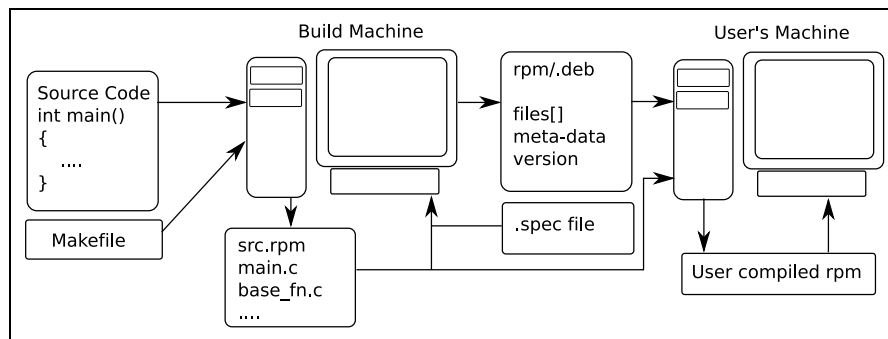 Build Machine
User's Machine
Source Code
int main()
{
....
}
Makefile
rpm/.deb
files[]
meta-data
version
src.rpm
main.c
base_fn.c
....
.spec file
User compiled rpm